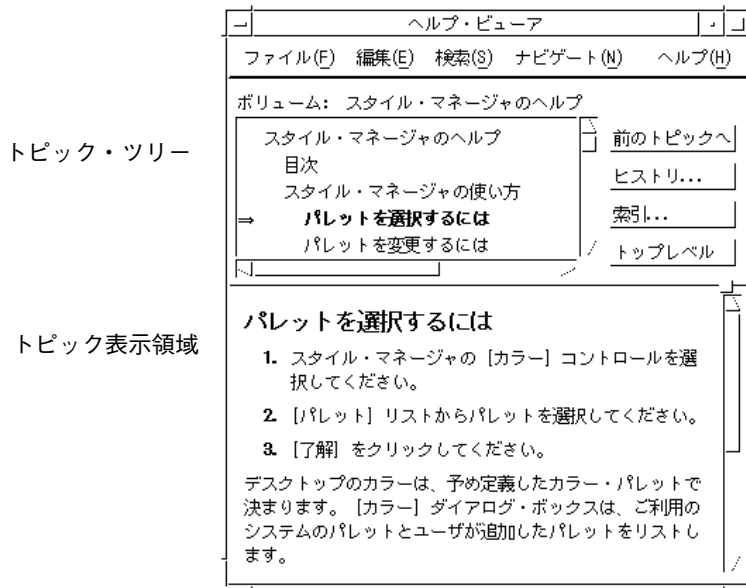 ヘルプ・ビューア
ファイル(F) 編集(E) 検索(S) ナビゲート(N) ヘルプ(H)
ボリューム: スタイル・マネージャのヘルプ
トピック・ツリー
スタイル・マネージャのヘルプ
目次
スタイル・マネージャの使い方
⇒ パレットを選択するには
パレットを変更するには
前のトピックへ
ヒストリ...
索引...
トップレベル
トピック表示領域
パレットを選択するには
1. スタイル・マネージャの [カラー] コントロールを選
択してください。
2. [パレット] リストからパレットを選択してください。
3. [了解] をクリックしてください。
デスクトップのカラーは、予め定義したカラー・パレットで
決まります。[カラー] ダイアログ・ボックスは、ご利用の
システムのパレットとユーザが追加したパレットをリストし
ます。